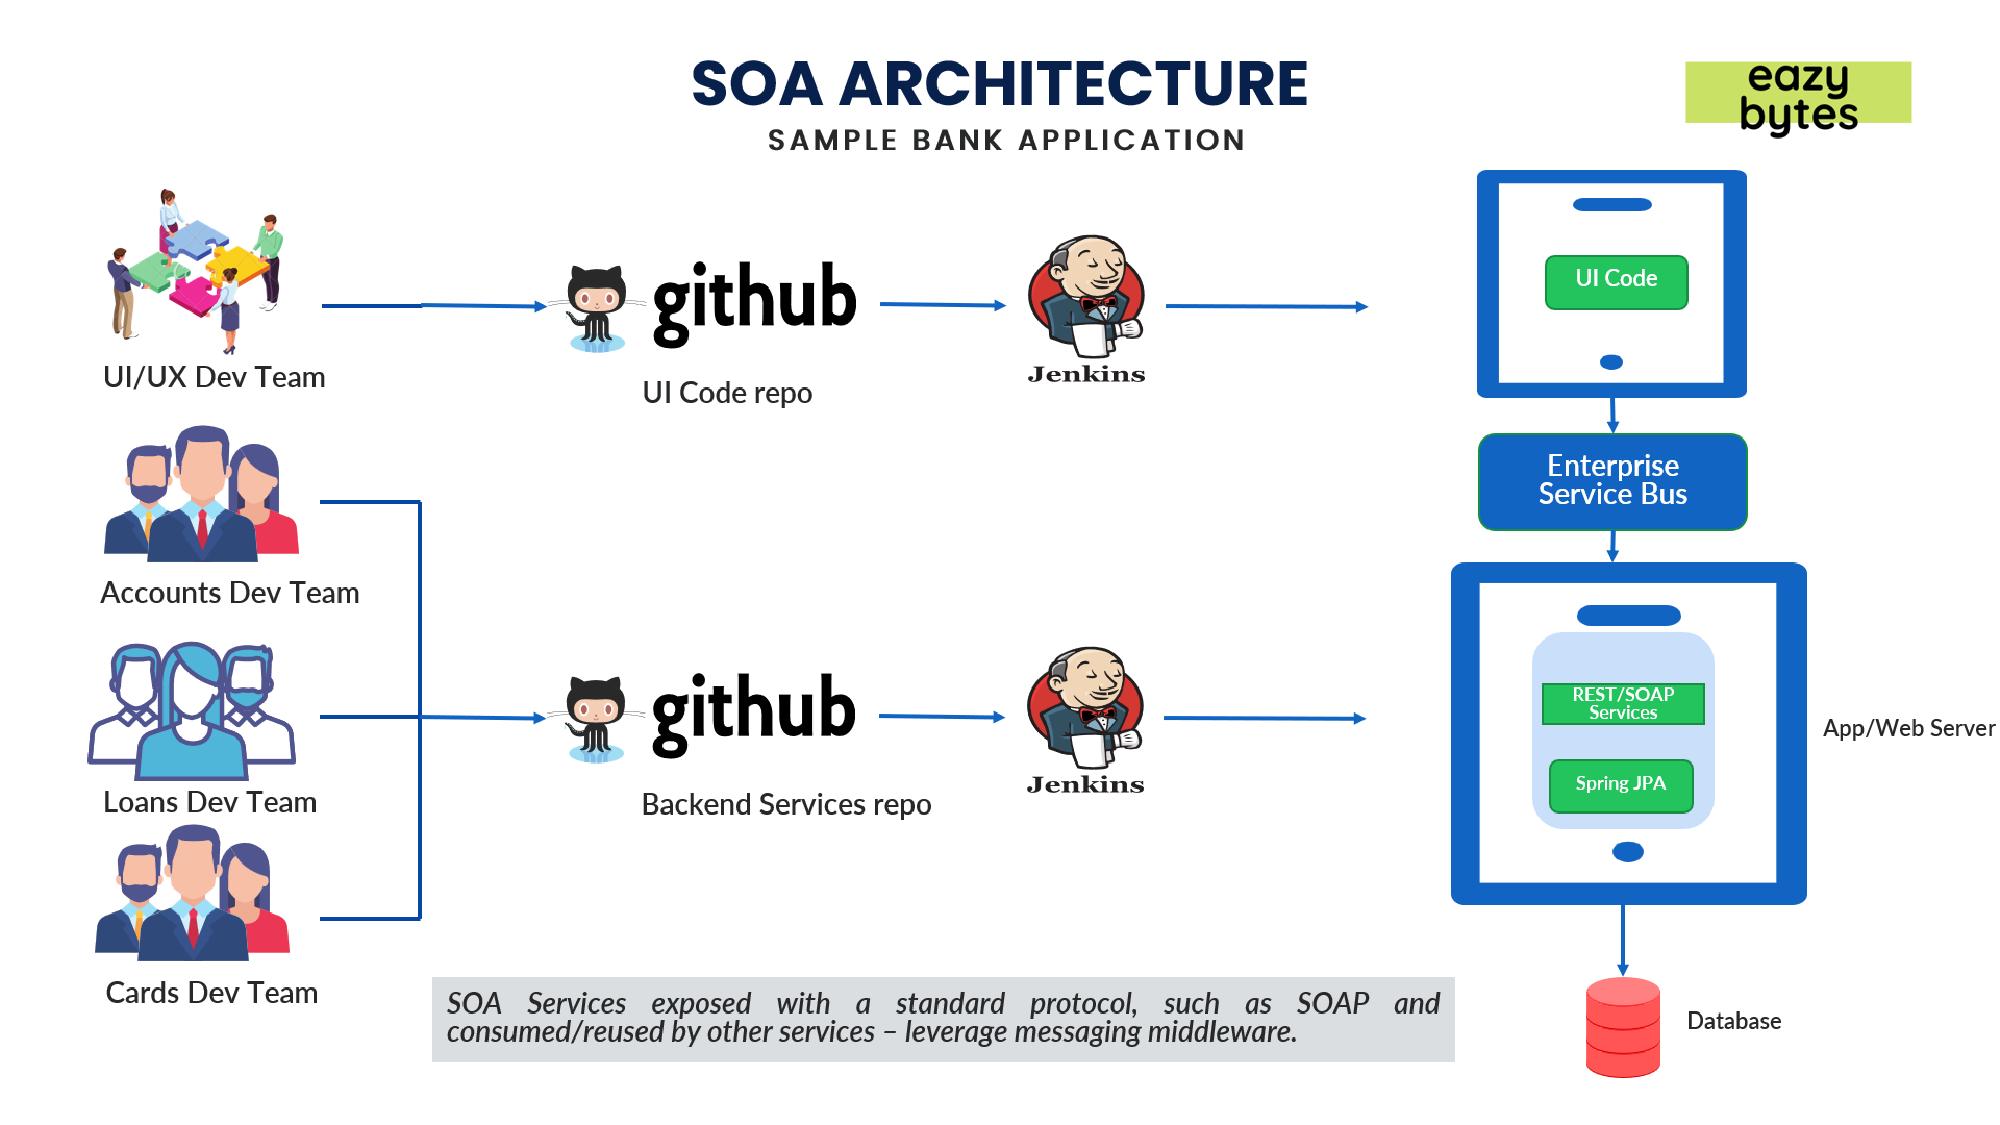 SOA ARCHITECTURE
SAMPLE BANK APPLICATION
eazy
bytes
UI/UX Dev Team
github
UI Code repo
Jenkins
UI Code
Enterprise
Service Bus
Accounts Dev Team
Loans Dev Team
Cards Dev Team
github
Backend Services repo
Jenkins
REST/SOAP
Services
Spring JPA
App/Web Server
SOA Services exposed with a standard protocol, such as SOAP and
consumed/reused by other services – leverage messaging middleware.
Database